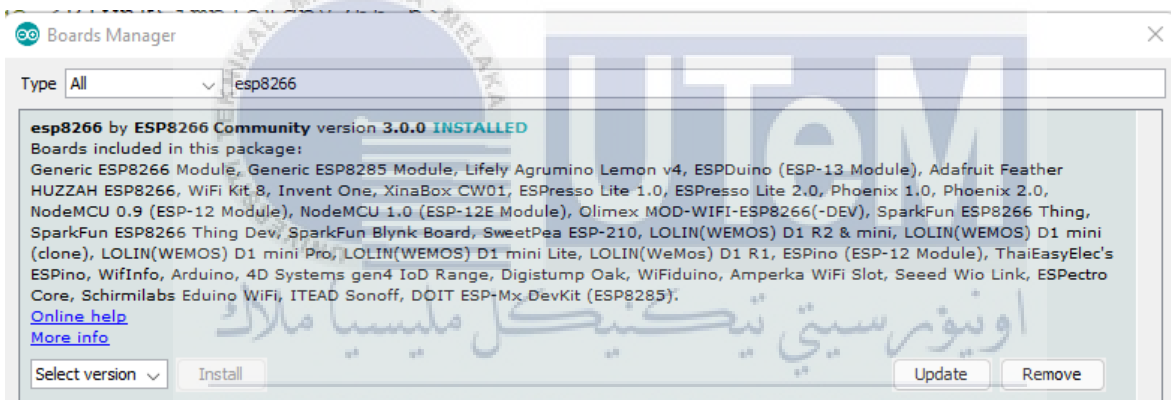 Boards Manager
Type All esp8266
esp8266 by ESP8266 Community version 3.0.0 INSTALLED
Boards included in this package:
Generic ESP8266 Module, Generic ESP8285 Module, Lifely Agrumino Lemon v4, ESPDuino (ESP-13 Module), Adafruit Feather
HUZZAH ESP8266, WiFi Kit 8, Invent One, XinaBox CW01, ESPresso Lite 1.0, ESPresso Lite 2.0, Phoenix 1.0, Phoenix 2.0,
NodeMCU 0.9 (ESP-12 Module), NodeMCU 1.0 (ESP-12E Module), Olimex MOD-WIFI-ESP8266(-DEV), SparkFun ESP8266 Thing,
SparkFun ESP8266 Thing Dev, SparkFun Blynk Board, SweetPea ESP-210, LOLIN(WEMOS) D1 R2 & mini, LOLIN(WEMOS) D1 mini
(clone), LOLIN(WEMOS) D1 mini Pro, LOLIN(WEMOS) D1 mini Lite, LOLIN(WeMos) D1 R1, ESPino (ESP-12 Module), ThaiEasyElec's
ESPino, WifInfo, Arduino, 4D Systems gen4 IoD Range, Digistump Oak, WiFiduino, Amperka WiFi Slot, Seeed Wio Link, ESPectro
Core, Schirmilabs Eduino WiFi, ITEAD Sonoff, DOIT ESP-Mx DevKit (ESP8285).
Online help
More info
Select version Install Update Remove
UTeM
اونيۏرسيتي تيكنيكل مليسيا ملاك